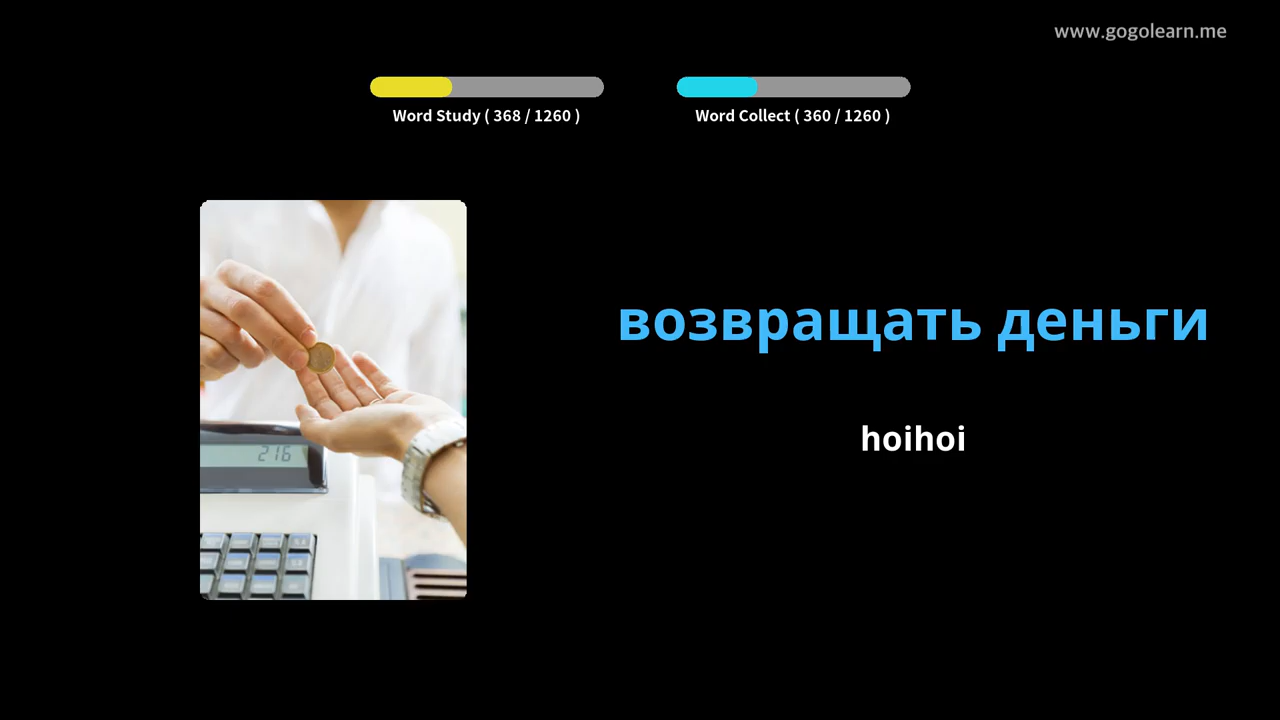 www.gogolearn.me
Word Study ( 368 / 1260 )
Word Collect ( 360 / 1260 )
возвращать деньги
hoihoi
216